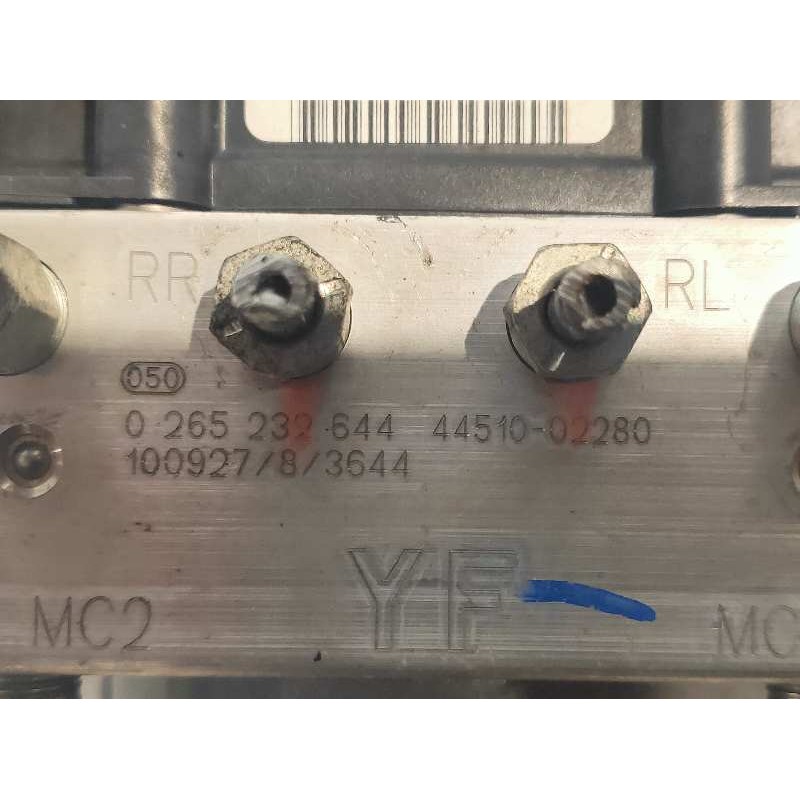 RR RL
050
0 265 232 644 44510-02280
100927/8/3644
YF
MC2 MC